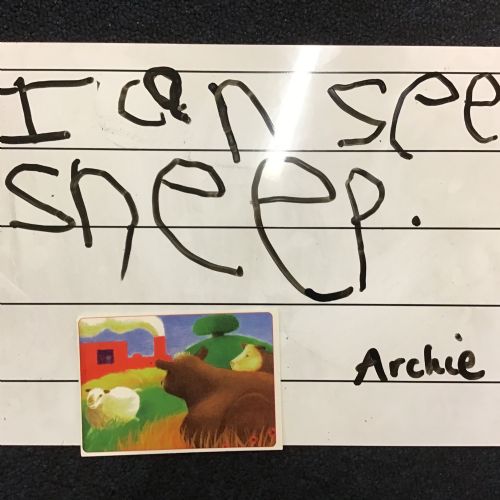 I can see
sheep.
Archie